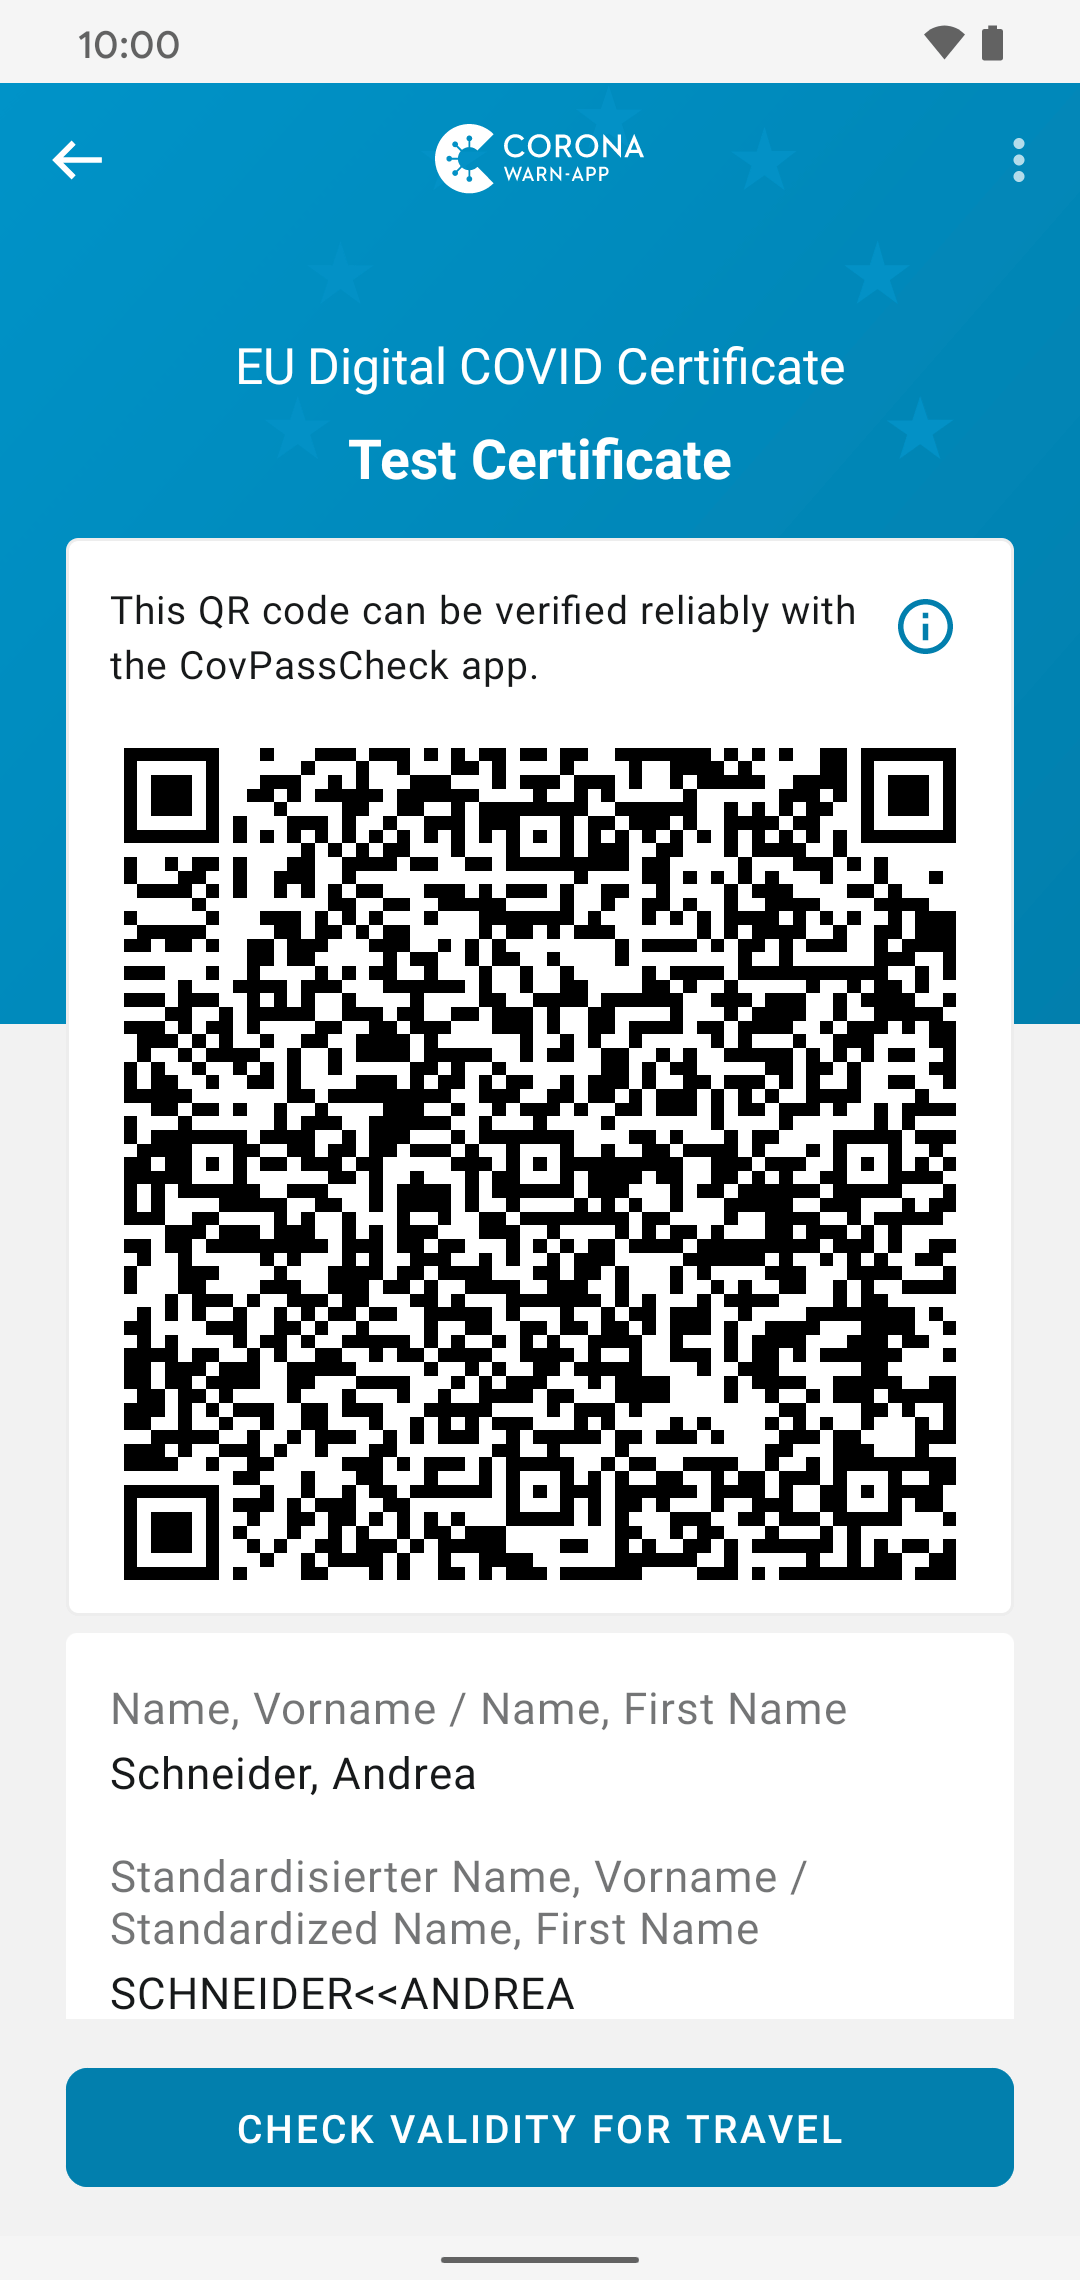 10:00
CORONA
WARN-APP
EU Digital COVID Certificate
Test Certificate
This QR code can be verified reliably with
the CovPassCheck app.
Name, Vorname / Name, First Name
Schneider, Andrea
Standardisierter Name, Vorname /
Standardized Name, First Name
SCHNEIDER<<ANDREA
CHECK VALIDITY FOR TRAVEL